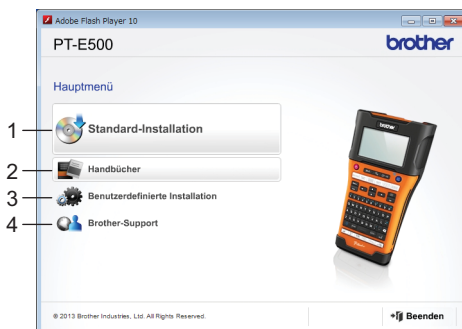 Adobe Flash Player 10
PT-E500
brother
Hauptmenü
1
Standard-Installation
2
Handbücher
3
Benutzerdefinierte Installation
4
Brother-Support
brother
© 2013 Brother Industries, Ltd. All Rights Reserved.
Beenden